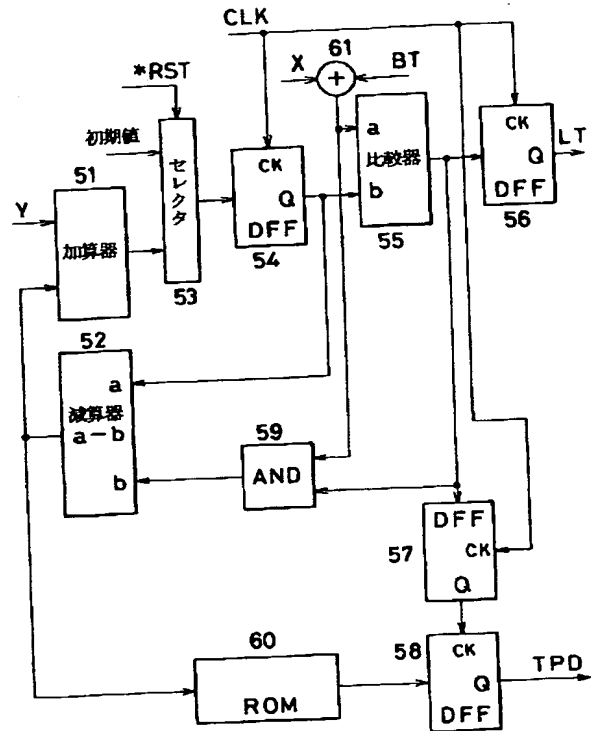 CLK
61
X
+
BT
*RST
初期値
51
Y
加算器
セレクタ
53
CK
Q
DFF
54
a
比較器
b
55
CK
Q
DFF
56
LT
52
a
減算器
a-b
b
59
AND
DFF
57
CK
Q
60
ROM
58
CK
Q
DFF
TPD